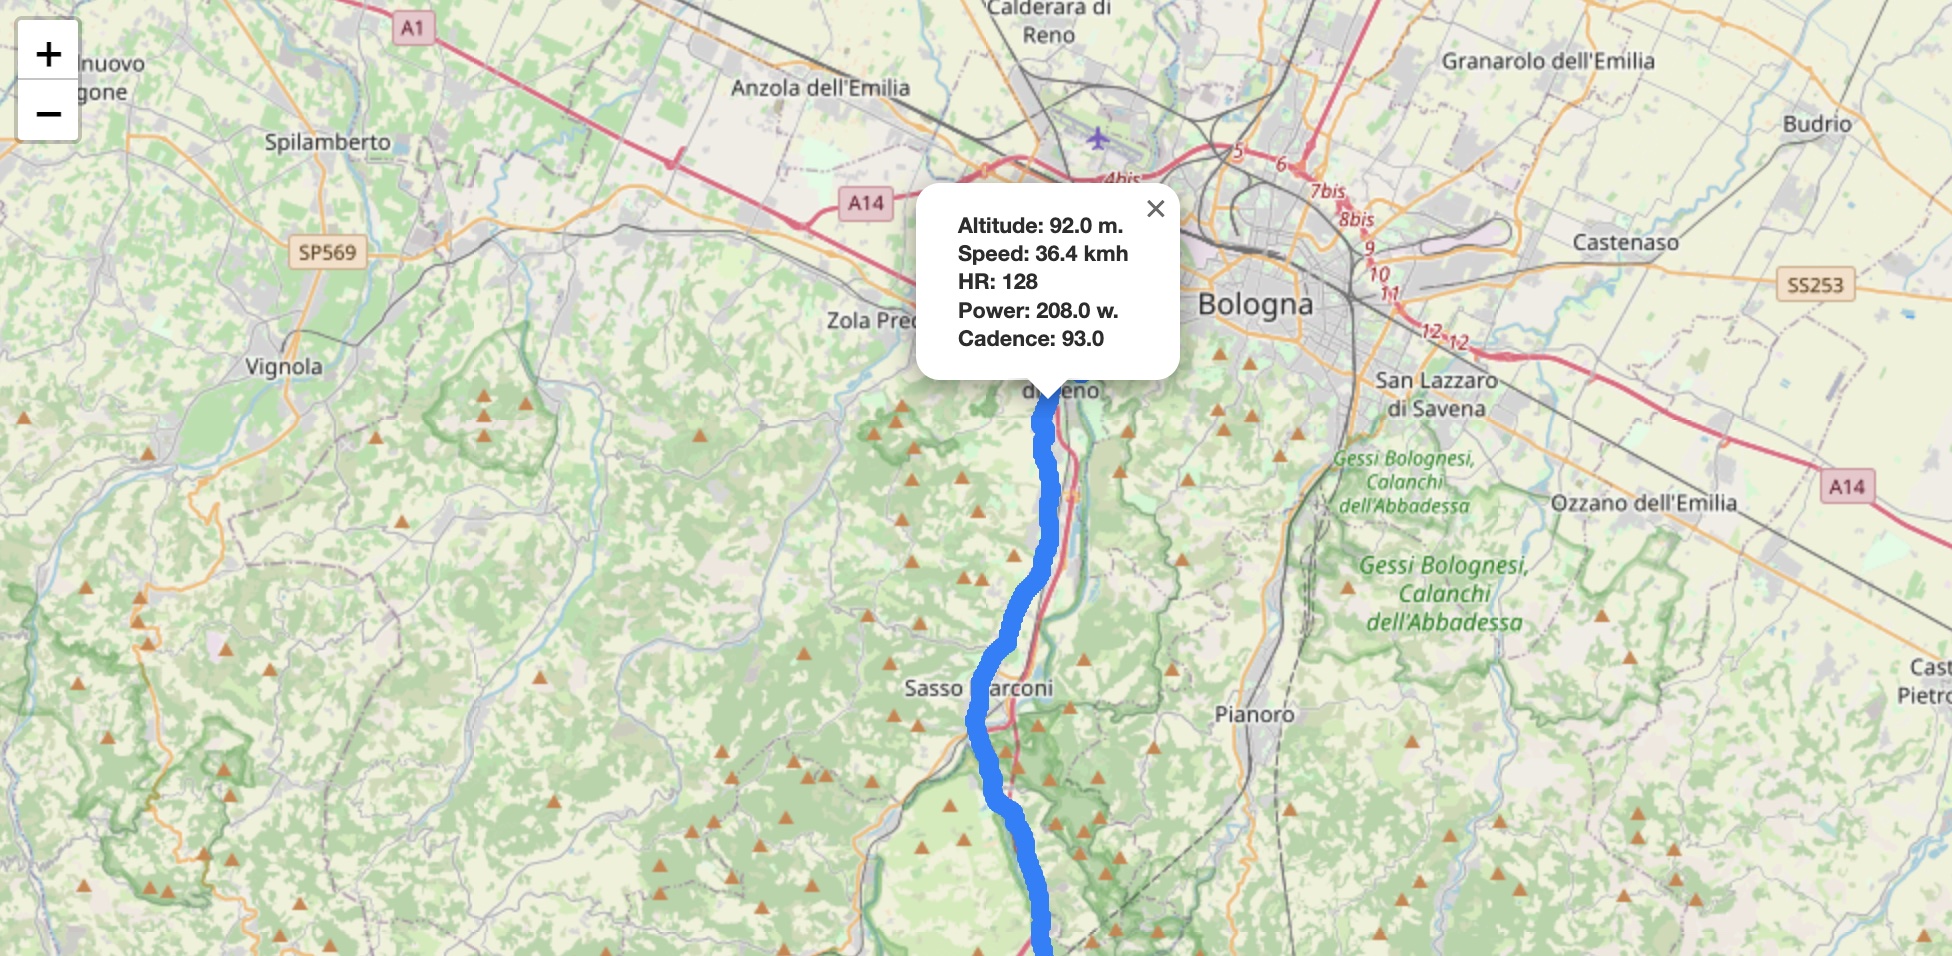 Calderara di
Reno
A1
Granarolo dell'Emilia
+
lnuovo
gone
Anzola dell'Emilia
−
Budrio
Spilamberto
5
6
4bis
7bis
A14
8bis
Altitude: 92.0 m.
Speed: 36.4 kmh
HR: 128
Power: 208.0 w.
Cadence: 93.0
9
Castenaso
SP569
10
SS253
11
Bologna
Zola Pred
12
12
Vignola
San Lazzaro
di Savena
Gessi Bolognesi,
Calanchi
dell'Abbadessa
A14
Ozzano dell'Emilia
Gessi Bolognesi,
Calanchi
dell'Abbadessa
Cast
Pietro
Sasso arconi
Pianoro